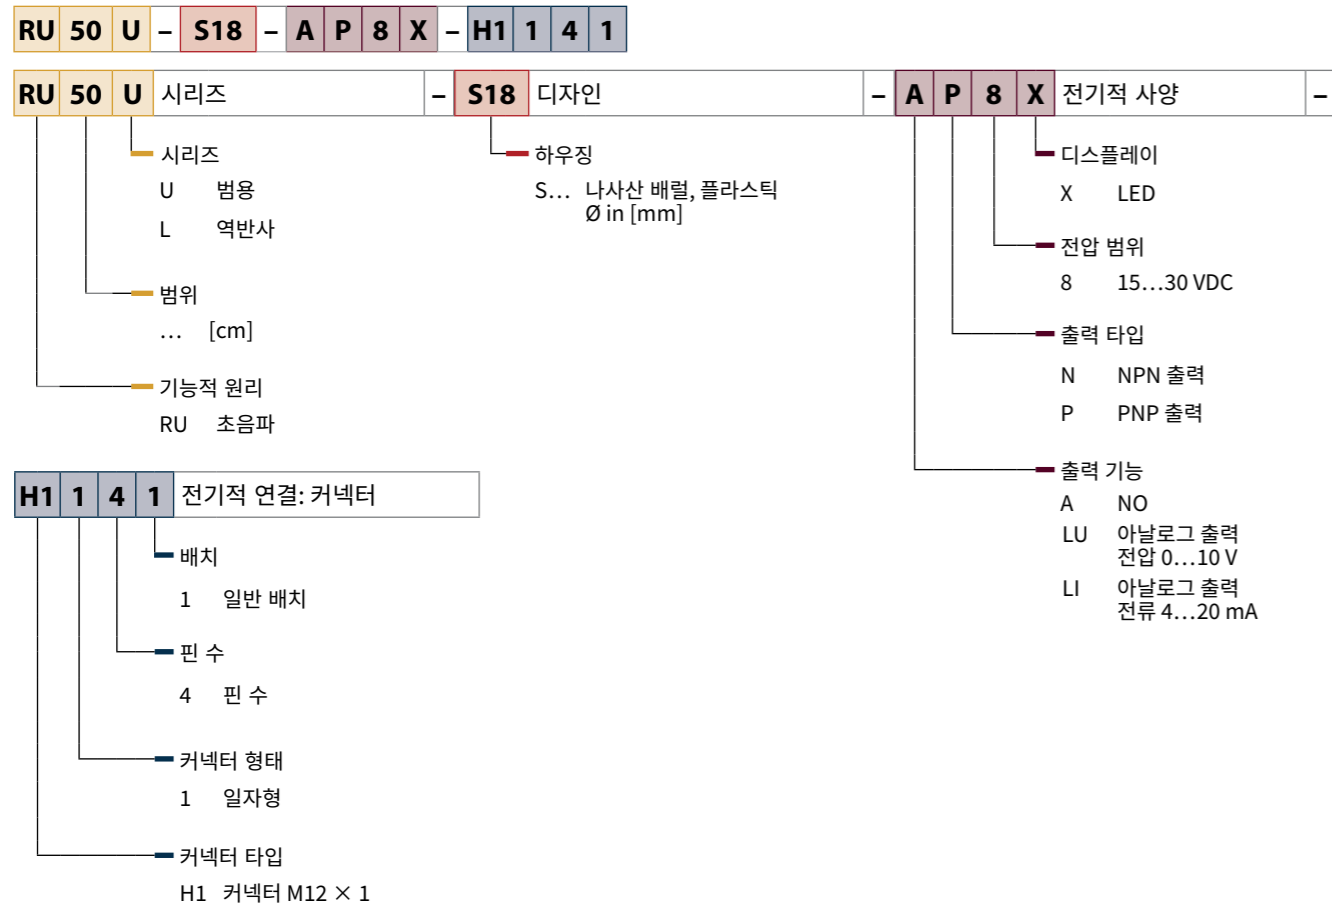 RU 50 U – S18 – A P 8 X – H1 1 4 1
RU 50 U 시리즈 – S18 디자인 – A P 8 X 전기적 사양 –
시리즈
U 범용
L 역반사
범위
… [cm]
기능적 원리
RU 초음파
하우징
S… 나사산 배럴, 플라스틱
Ø in [mm]
디스플레이
X LED
전압 범위
8 15…30 VDC
출력 타입
N NPN 출력
P PNP 출력
출력 기능
A NO
LU 아날로그 출력
전압 0…10 V
LI 아날로그 출력
전류 4…20 mA
H1 1 4 1 전기적 연결: 커넥터
배치
1 일반 배치
핀 수
4 핀 수
커넥터 형태
1 일자형
커넥터 타입
H1 커넥터 M12 × 1